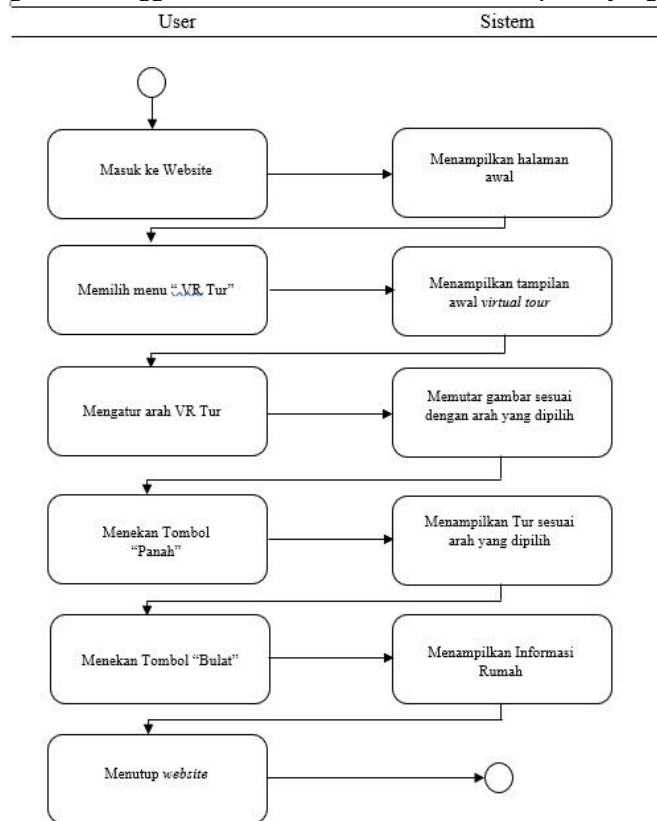 User Sistem
Masuk ke Website
Menampilkan halaman
awal
Memilih menu “ VR Tur”
Menampilkan tampilan
awal virtual tour
Mengatur arah VR Tur
Memutar gambar sesuai
dengan arah yang dipilih
Menekan Tombol
“Panah”
Menampilkan Tur sesuai
arah yang dipilih
Menekan Tombol “Bulat”
Menampilkan Informasi
Rumah
Menutup website